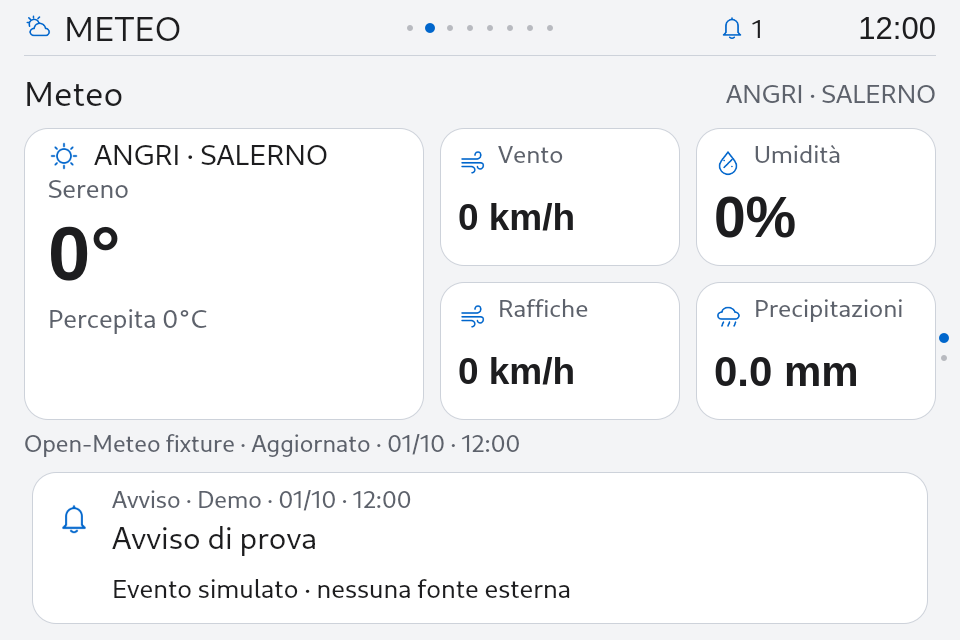 METEO
1
12:00
Meteo
ANGRI · SALERNO
ANGRI · SALERNO
Sereno
0°
Percepita 0°C
Vento
0 km/h
Umidità
0%
Raffiche
0 km/h
Precipitazioni
0.0 mm
Open-Meteo fixture · Aggiornato · 01/10 · 12:00
Avviso · Demo · 01/10 · 12:00
Avviso di prova
Evento simulato · nessuna fonte esterna